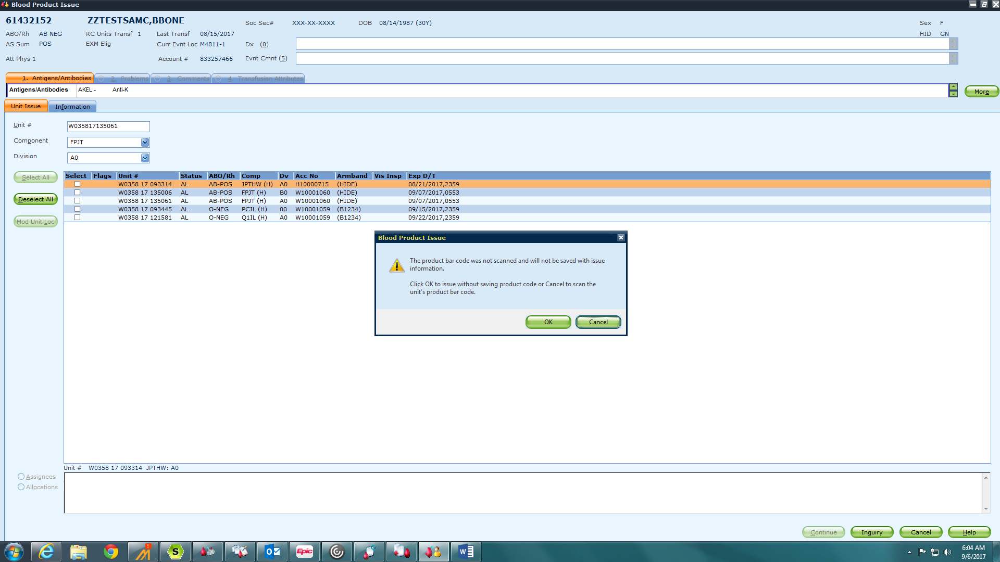 Blood Product Issue
61432152 ZZTESTSAMC,BBONE Soc Sec# XXX-XX-XXXX DOB 08/14/1987 (30Y) Sex F
ABO/Rh AB NEG RC Units Transf 1 Last Transf 08/15/2017 HID GN
AS Sum POS EXM Elig Curr Evnt Loc M4811-1 Dx (0)
Att Phys 1 Account # 833257466 Evnt Cmnt (5)
1. Antigens/Antibodies 2. Problems 3. Comments 4. Transfusion Attributes
Antigens/Antibodies AKEL - Anti-K More
Unit Issue Information
Unit # W035817135061
Component FPJT
Division A0
Select All
Deselect All
Mod Unit Loc
Select Flags Unit # Status ABO/Rh Comp Dv Acc No Armband Vis Insp Exp D/T
W0358 17 093314 AL AB-POS JPTHW (H) A0 H10000715 (HIDE) 08/21/2017,2359
W0358 17 135006 AL AB-POS FPJT (H) B0 W10001060 (HIDE) 09/07/2017,0553
W0358 17 135061 AL AB-POS FPJT (H) A0 W10001060 (HIDE) 09/07/2017,0553
W0358 17 093445 AL O-NEG PCIL (H) 00 W10001059 (B1234) 09/15/2017,2359
W0358 17 121581 AL O-NEG Q1IL (H) A0 W10001059 (B1234) 09/22/2017,2359
Blood Product Issue
The product bar code was not scanned and will not be saved with issue
information.
Click OK to issue without saving product code or Cancel to scan the
unit's product bar code.
OK Cancel
Unit # W0358 17 093314 JPTHW: A0
Assignees
Allocations
Continue Inquiry Cancel Help
S Epic
6:04 AM
9/6/2017